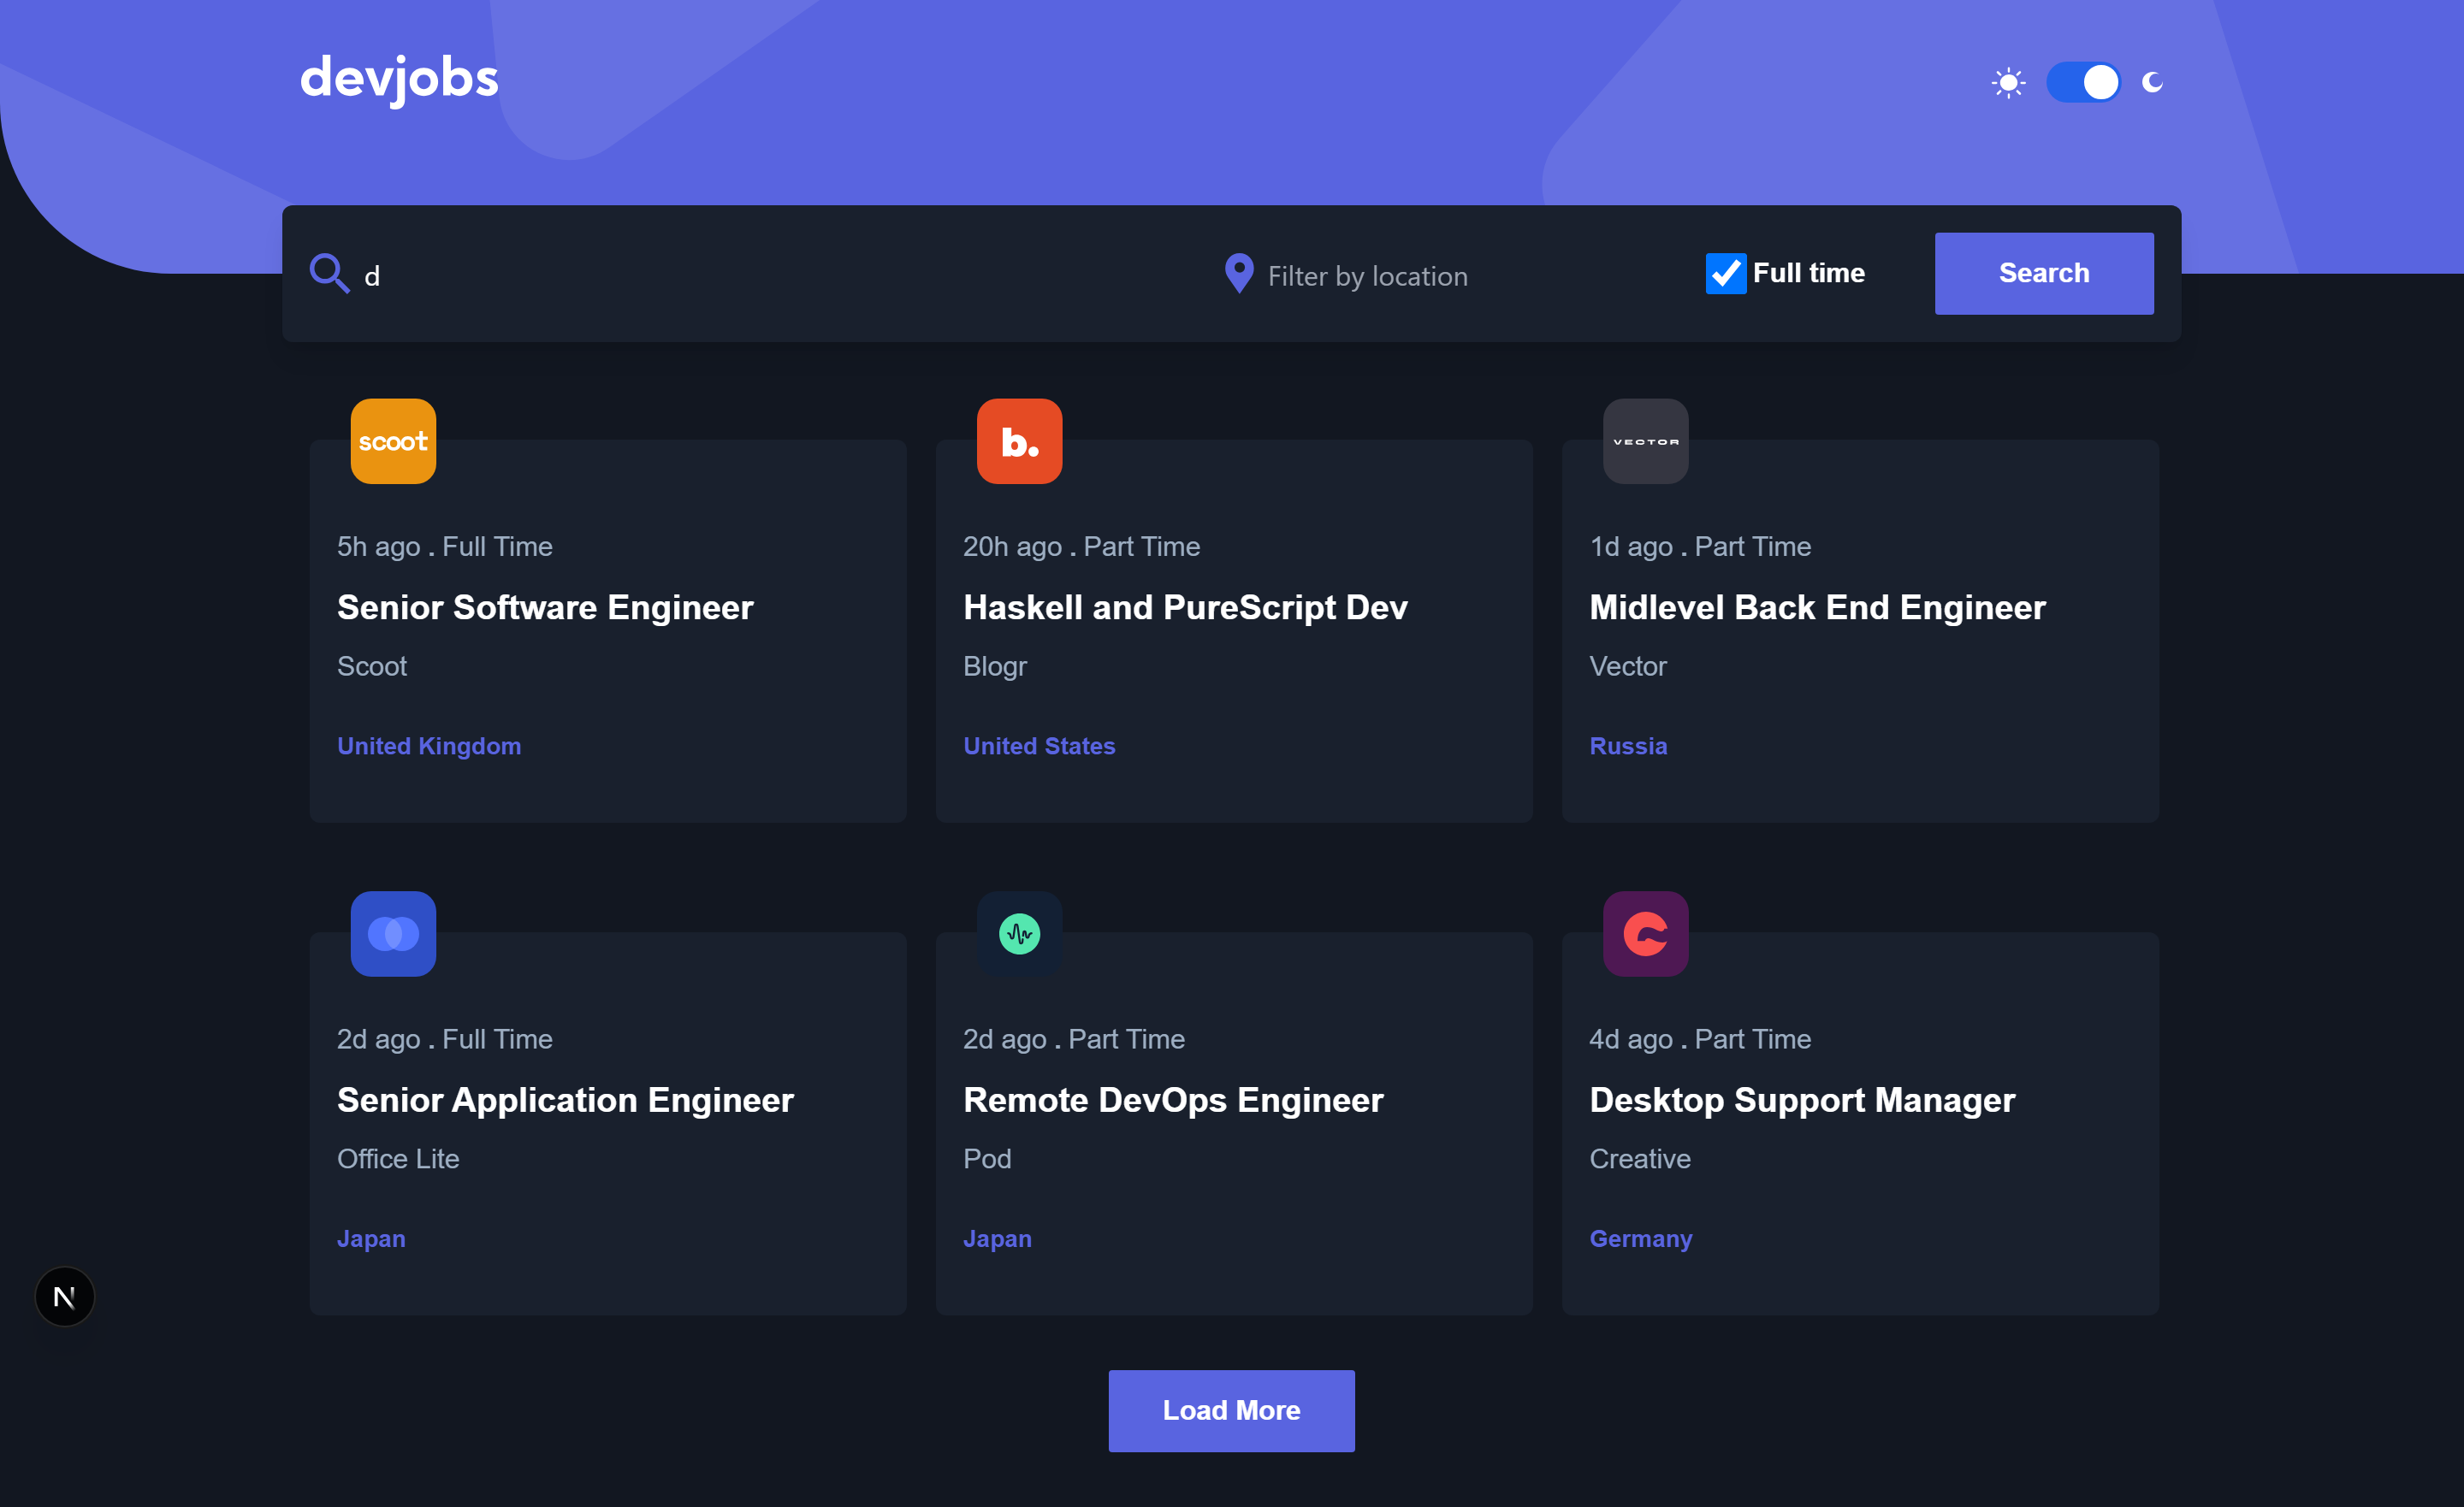 devjobs
d
Filter by location
Full time
Search
scoot
b.
VECTOR
5h ago . Full Time
20h ago . Part Time
1d ago . Part Time
Senior Software Engineer
Haskell and PureScript Dev
Midlevel Back End Engineer
Scoot
Blogr
Vector
United Kingdom
United States
Russia
2d ago . Full Time
2d ago . Part Time
4d ago . Part Time
Senior Application Engineer
Remote DevOps Engineer
Desktop Support Manager
Office Lite
Pod
Creative
Japan
Japan
Germany
N
Load More